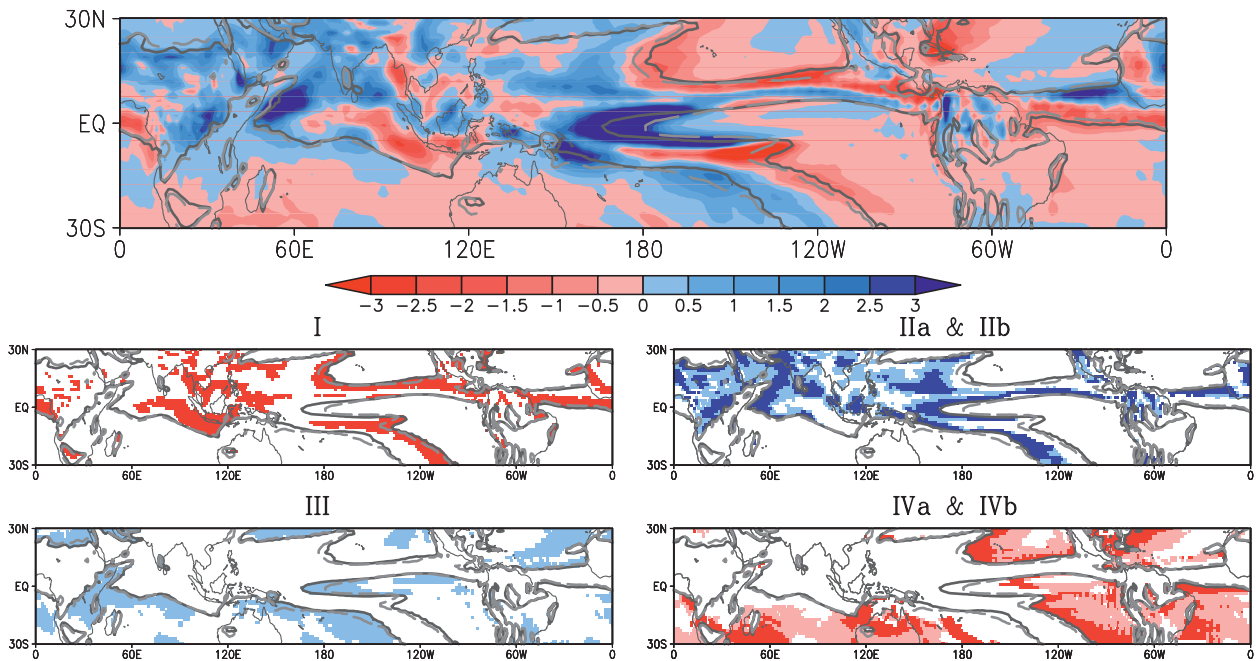 30N
EQ
30S
0 60E 120E 180 120W 60W 0
−3 −2.5 −2 −1.5 −1 −0.5 0 0.5 1 1.5 2 2.5 3
I IIa & IIb
30N 30N
EQ EQ
30S 30S
0 60E 120E 180 120W 60W 0 0 60E 120E 180 120W 60W 0
III IVa & IVb
30N 30N
EQ EQ
30S 30S
0 60E 120E 180 120W 60W 0 0 60E 120E 180 120W 60W 0